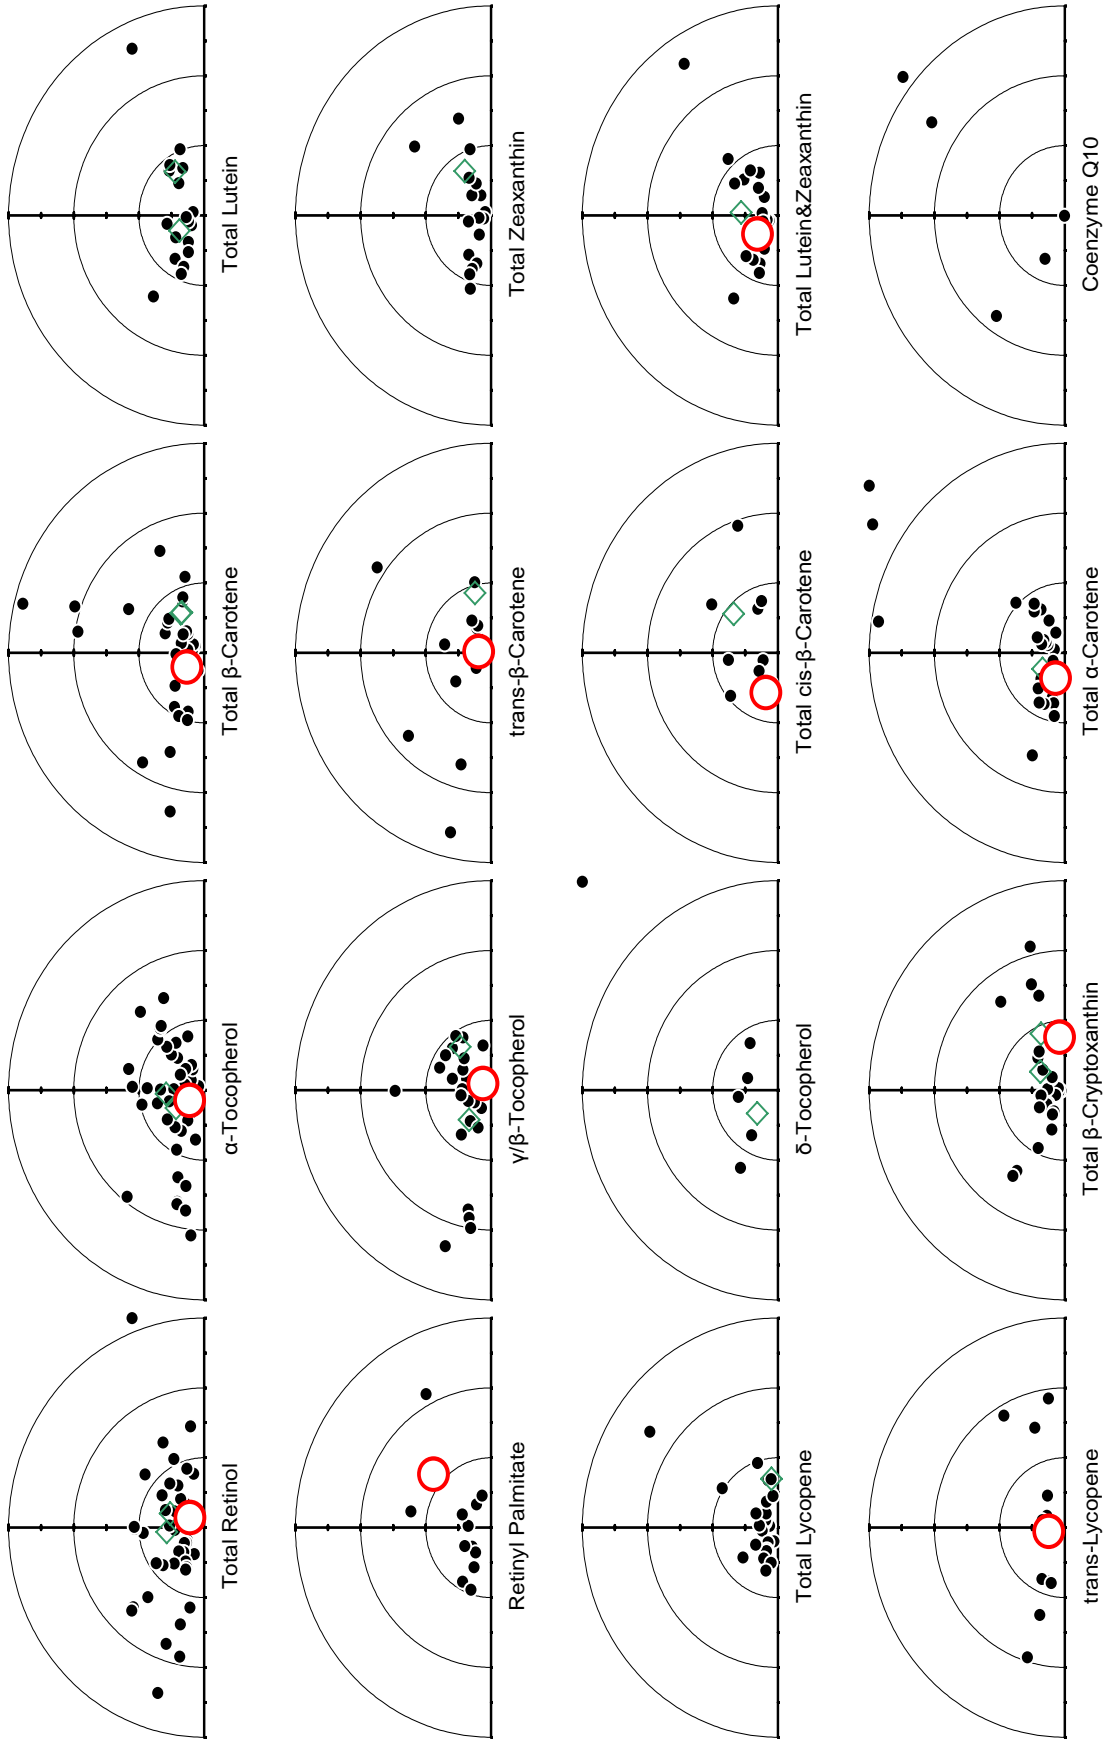 Total Retinol
α-Tocopherol
Total β-Carotene
Total Lutein
Retinyl Palmitate
γ/β-Tocopherol
trans-β-Carotene
Total Zeaxanthin
Total Lycopene
δ-Tocopherol
Total cis-β-Carotene
Total Lutein&Zeaxanthin
trans-Lycopene
Total β-Cryptoxanthin
Total α-Carotene
Coenzyme Q10